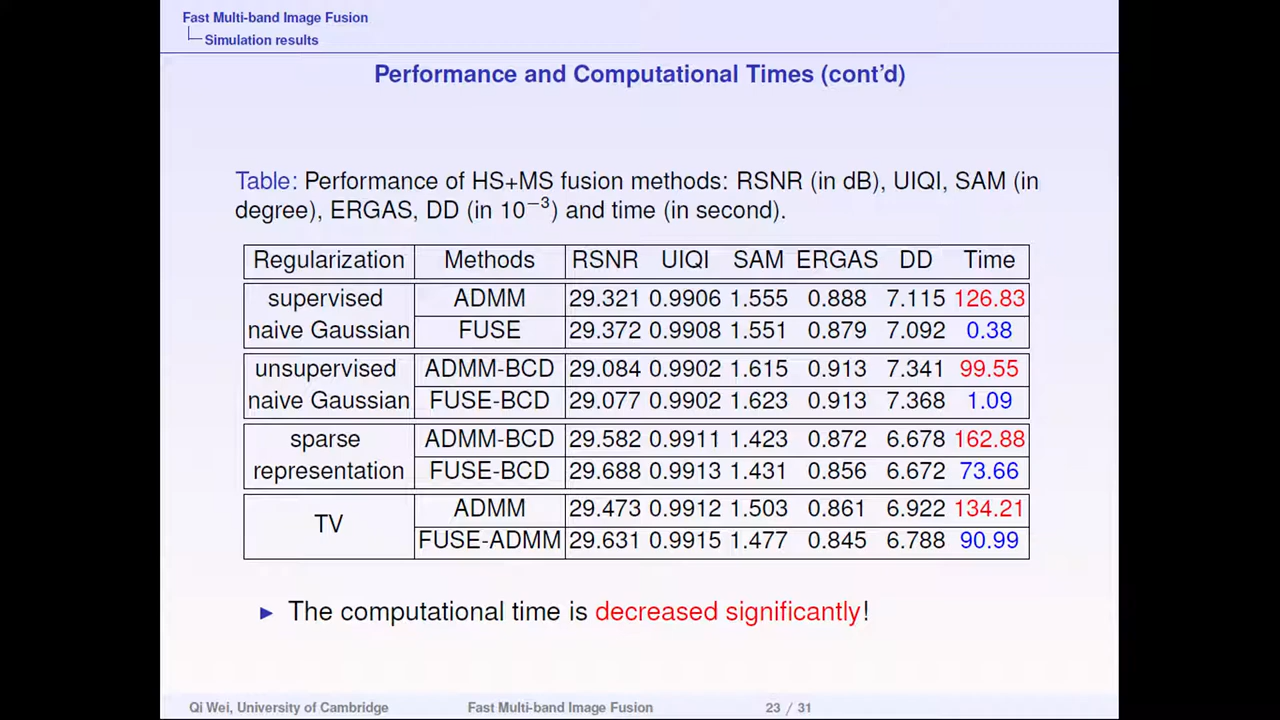 Fast Multi-band Image Fusion
Simulation results
Performance and Computational Times (cont'd)
Table: Performance of HS+MS fusion methods: RSNR (in dB), UIQI, SAM (in
degree), ERGAS, DD (in 10⁻³) and time (in second).
Regularization Methods RSNR UIQI SAM ERGAS DD Time
supervised ADMM 29.321 0.9906 1.555 0.888 7.115 126.83
naive Gaussian FUSE 29.372 0.9908 1.551 0.879 7.092 0.38
unsupervised ADMM-BCD 29.084 0.9902 1.615 0.913 7.341 99.55
naive Gaussian FUSE-BCD 29.077 0.9902 1.623 0.913 7.368 1.09
sparse ADMM-BCD 29.582 0.9911 1.423 0.872 6.678 162.88
representation FUSE-BCD 29.688 0.9913 1.431 0.856 6.672 73.66
TV ADMM 29.473 0.9912 1.503 0.861 6.922 134.21
FUSE-ADMM 29.631 0.9915 1.477 0.845 6.788 90.99
The computational time is decreased significantly!
Qi Wei, University of Cambridge Fast Multi-band Image Fusion 23 / 31